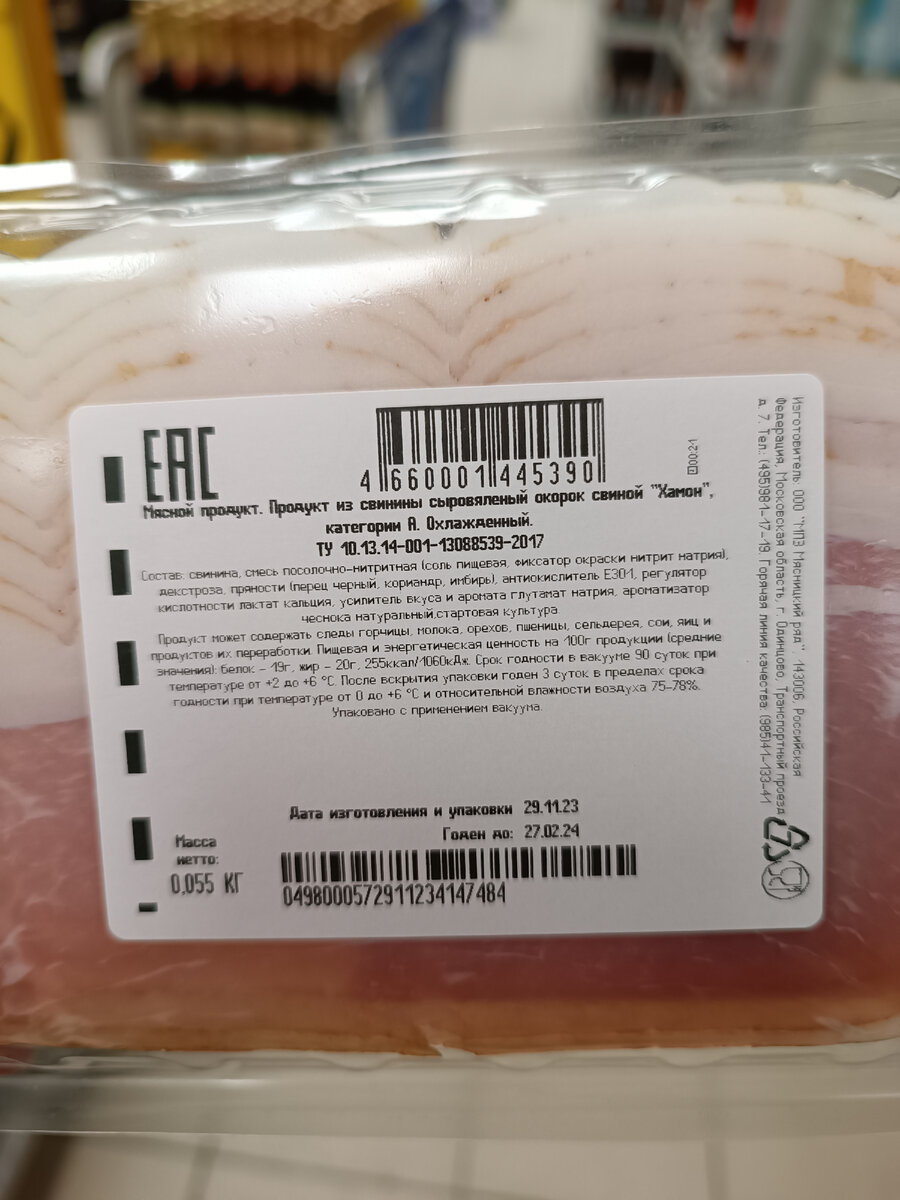 ЕАС
4 660001 445390
Мясной продукт. Продукт из свинины сыровяленый окорок свиной "Хамон",
категории А. Охлажденный.
ТУ 10.13.14-001-13088539-2017
Состав: свинина, смесь посолочно-нитритная (соль пищевая, фиксатор окраски нитрит натрия),
декстроза, пряности (перец черный, кориандр, имбирь), антиокислитель Е301, регулятор
кислотности лактат кальция, усилитель вкуса и аромата глутамат натрия, ароматизатор
чеснока натуральный,стартовая культура
Продукт может содержать следы горчицы, молока, орехов, пшеницы, сельдерея, сои, яиц и
продуктов их переработки. Пищевая и энергетическая ценность на 100г продукции (средние
значения): белок - 19г, жир - 20г, 255ккал/1060кДж. Срок годности в вакууме 90 суток при
температуре от +2 до +6 °С. После вскрытия упаковки годен 3 суток в пределах срока
годности при температуре от 0 до +6 °С и относительной влажности воздуха 75-78%.
Упаковано с применением вакуума.
Дата изготовления и упаковки 29.11.23
Годен до: 27.02.24
Масса
нетто:
0,055 КГ
0498000572911234147484
Изготовитель: ООО "МПЗ Мясницкий ряд", 143006, Российская
Федерация, Московская область, г. Одинцово, Транспортный проезд
д. 7. Тел.: (495)981-17-19. Горячая линия качества: (985)41-133-41